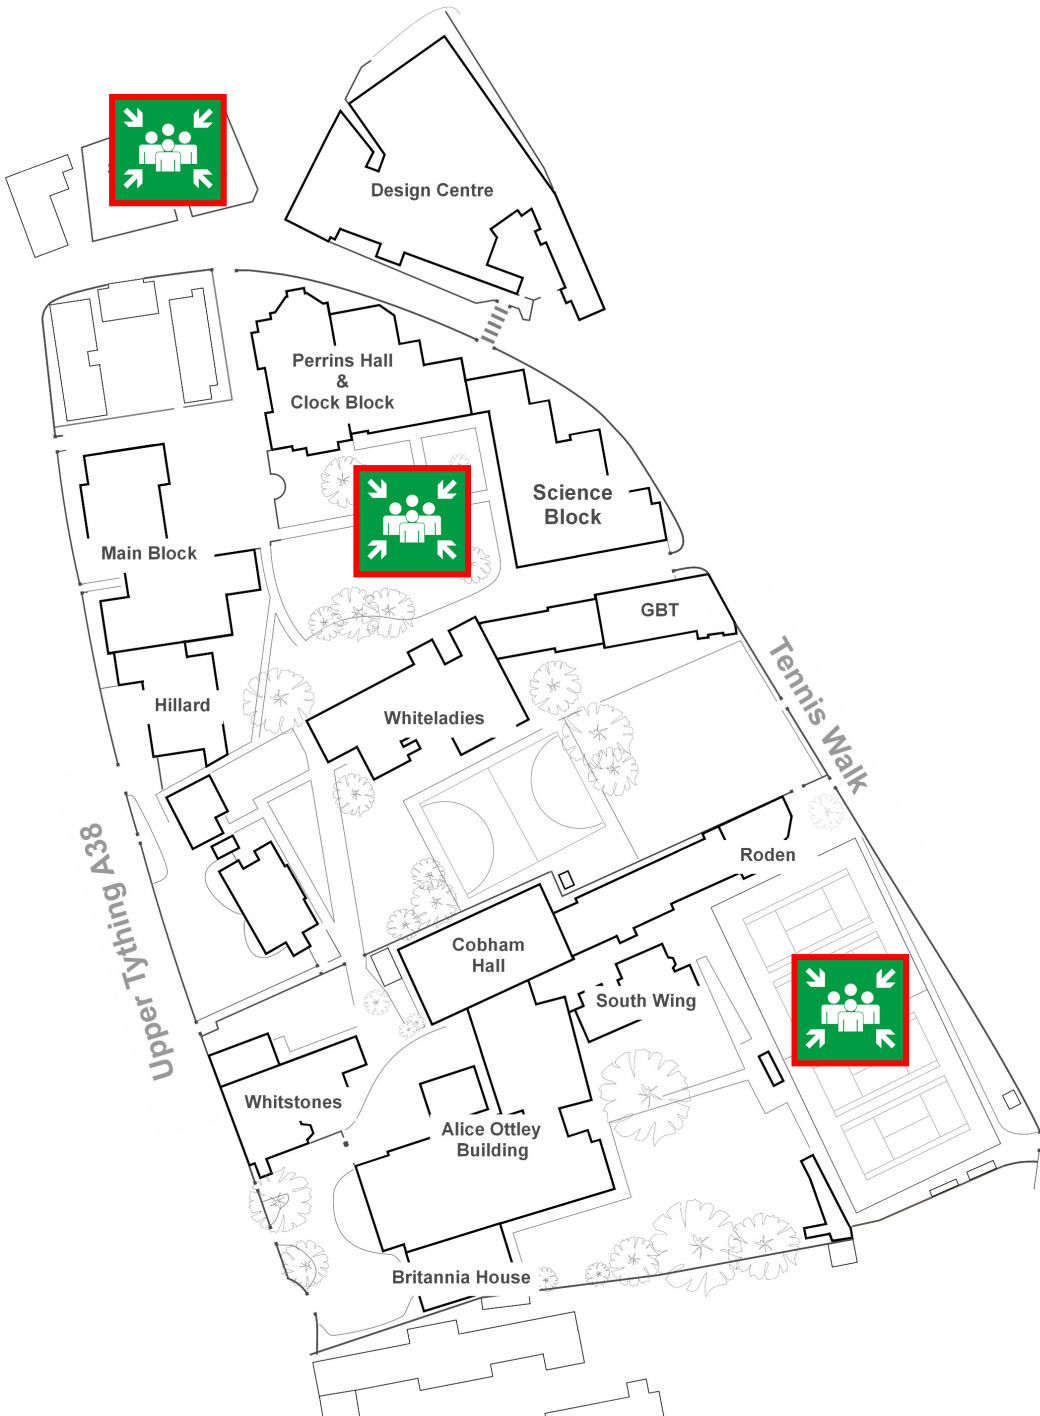 Design Centre
Perrins Hall
&
Clock Block
Science
Block
Main Block
GBT
Hillard
Whiteladies
Tennis Walk
Upper Tything A38
Roden
Cobham
Hall
South Wing
Whitstones
Alice Ottley
Building
Britannia House